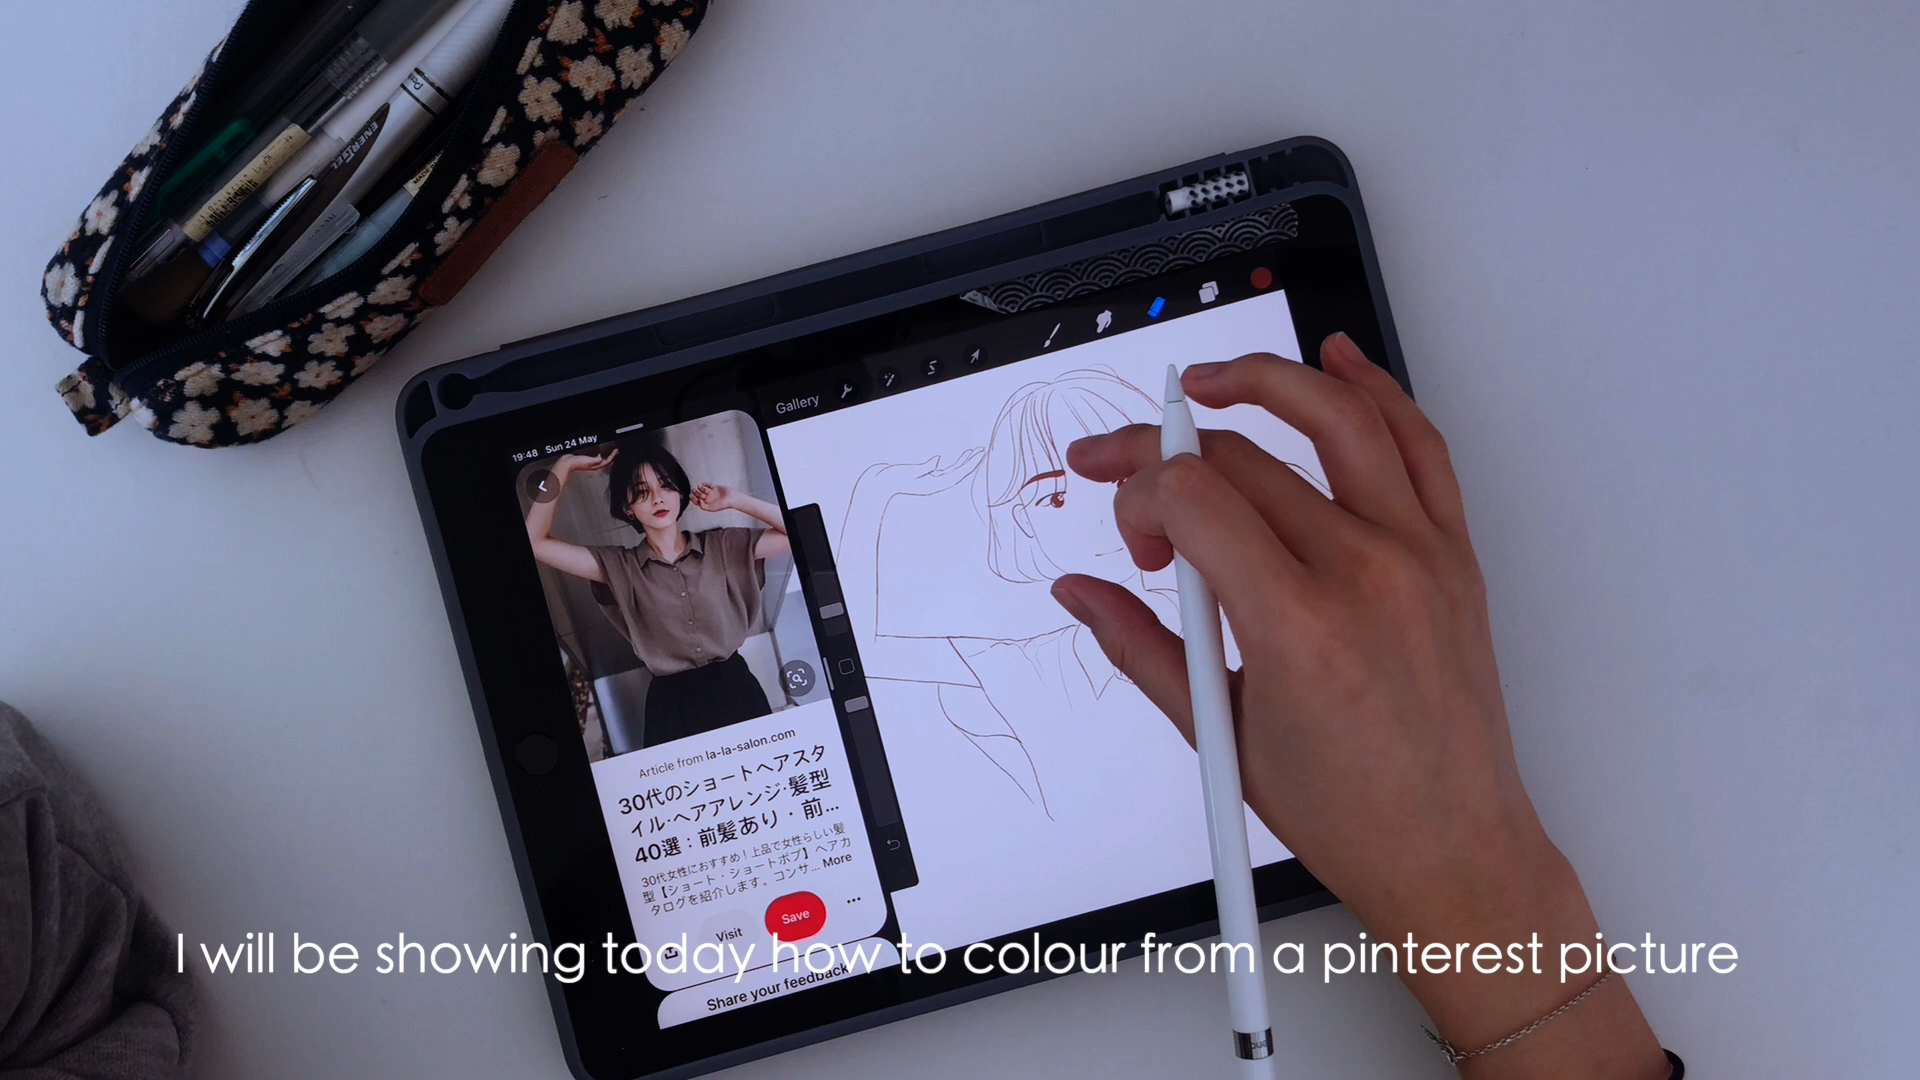 ENERGEL
19:48 Sun 24 May
Gallery
Article from la-la-salon.com
30代のショートヘアスタ
イル·ヘアアレンジ·髪型
40選：前髪あり・前...
30代女性におすすめ！上品で女性らしい髪
型【ショート・ショートボブ】ヘアカ
タログを紹介します。コンサ... More
Visit
Save
Share your feedback
I will be showing today how to colour from a pinterest picture